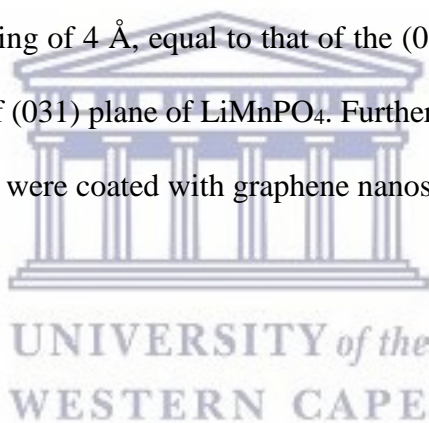 ing of 4 Å, equal to that of the (0
f (031) plane of LiMnPO₄. Further
were coated with graphene nanos
UNIVERSITY of the
WESTERN CAPE